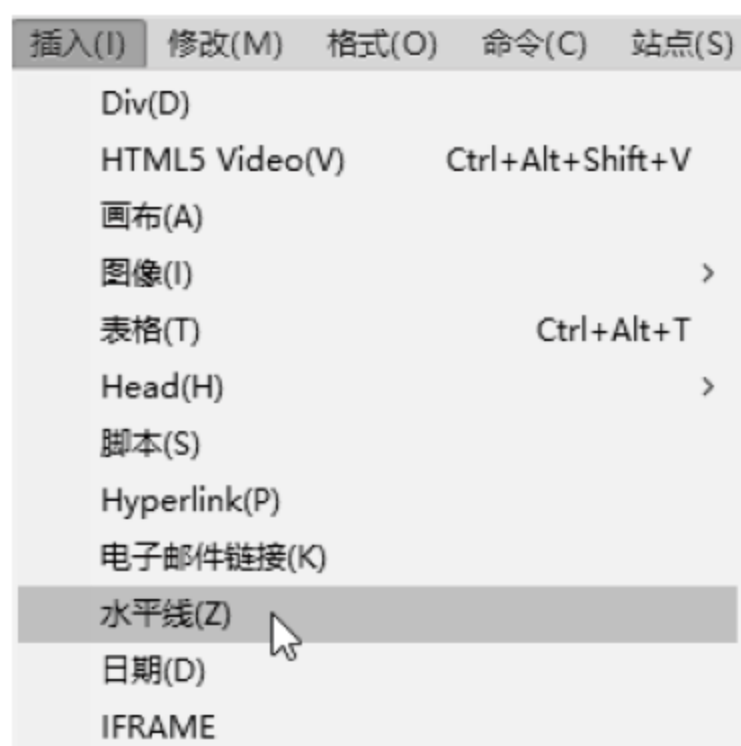 插入(I) 修改(M) 格式(O) 命令(C) 站点(S)
Div(D)
HTML5 Video(V) Ctrl+Alt+Shift+V
画布(A)
图像(I) >
表格(T) Ctrl+Alt+T
Head(H) >
脚本(S)
Hyperlink(P)
电子邮件链接(K)
水平线(Z)
日期(D)
IFRAME